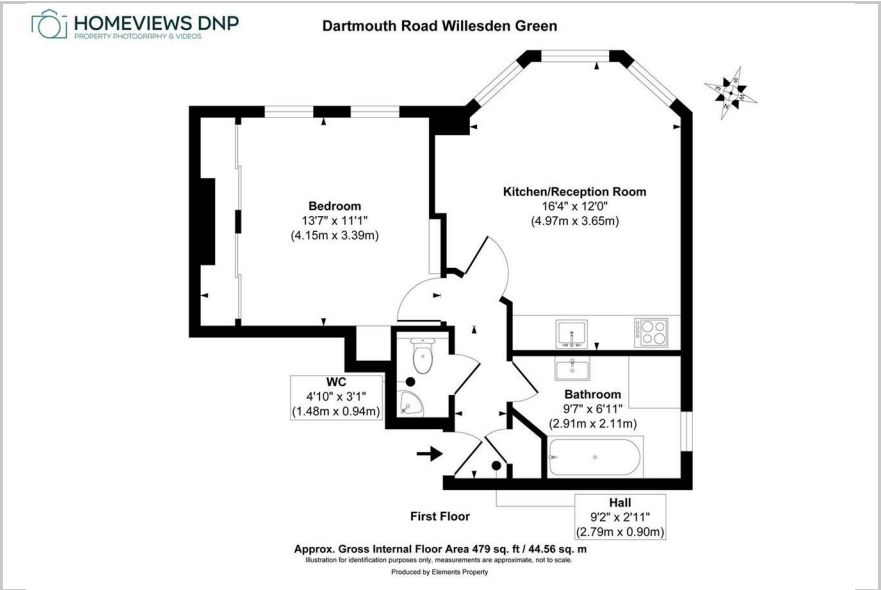 HOMEVIEWS DNP
PROPERTY PHOTOGRAPHY & VIDEOS
Dartmouth Road Willesden Green
Bedroom
13'7" x 11'1"
(4.15m x 3.39m)
Kitchen/Reception Room
16'4" x 12'0"
(4.97m x 3.65m)
WC
4'10" x 3'1"
(1.48m x 0.94m)
Bathroom
9'7" x 6'11"
(2.91m x 2.11m)
Hall
9'2" x 2'11"
(2.79m x 0.90m)
First Floor
Approx. Gross Internal Floor Area 479 sq. ft / 44.56 sq. m
Illustration for identification purposes only, measurements are approximate, not to scale.
Produced by Elements Property